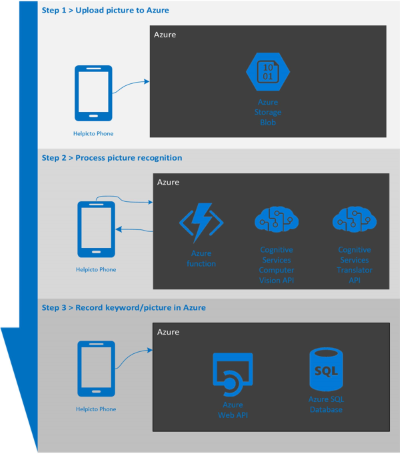 Step 1 > Upload picture to Azure
Azure
10
01
Azure
Storage
Blob
Helpicto Phone
Step 2 > Process picture recognition
Azure
Helpicto Phone
Azure
Function
Cognitive
Services
Computer
Vision API
Cognitive
Services
Translator
API
Step 3 > Record keyword/picture in Azure
Azure
Helpicto Phone
Azure
Web API
SQL
Azure SQL
Database